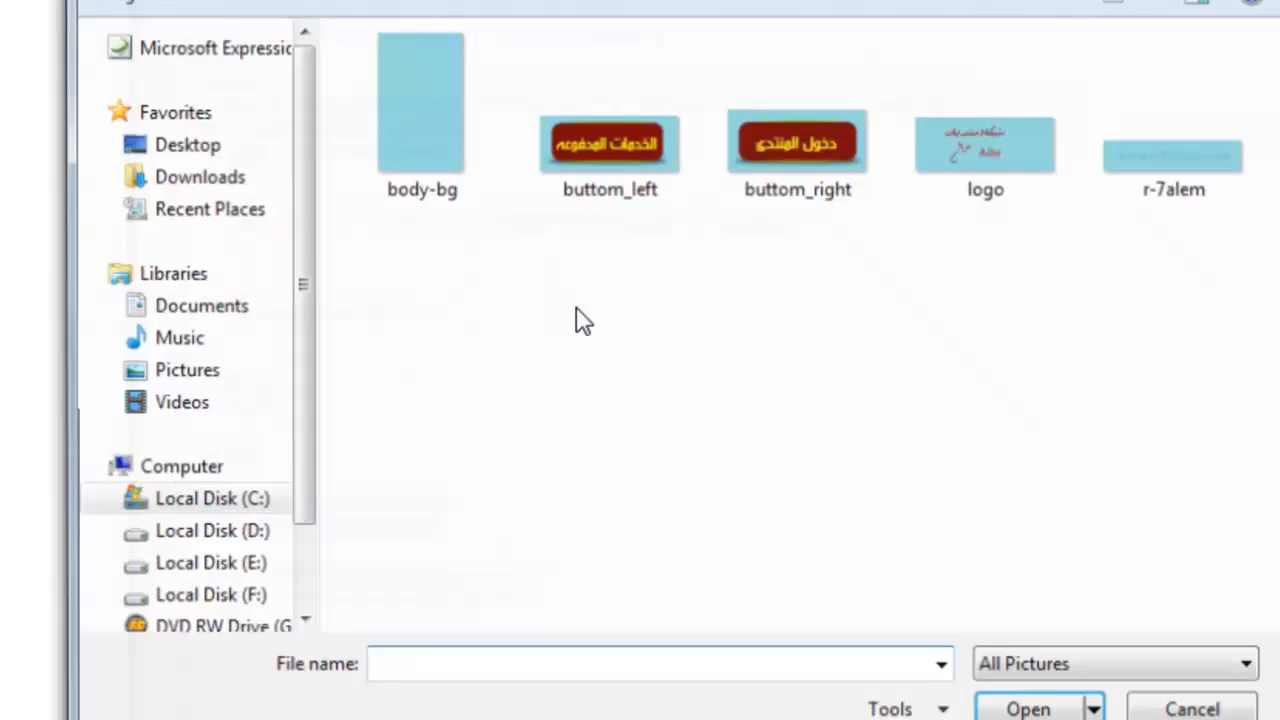 Microsoft Expressic
Favorites
Desktop
Downloads
Recent Places
Libraries
Documents
Music
Pictures
Videos
Computer
Local Disk (C:)
Local Disk (D:)
Local Disk (E:)
Local Disk (F:)
DVD RW Drive (G
الخدمات المدفوعه
دخول المنتدى
body-bg
buttom_left
buttom_right
logo
r-7alem
File name:
All Pictures
Tools
Open
Cancel